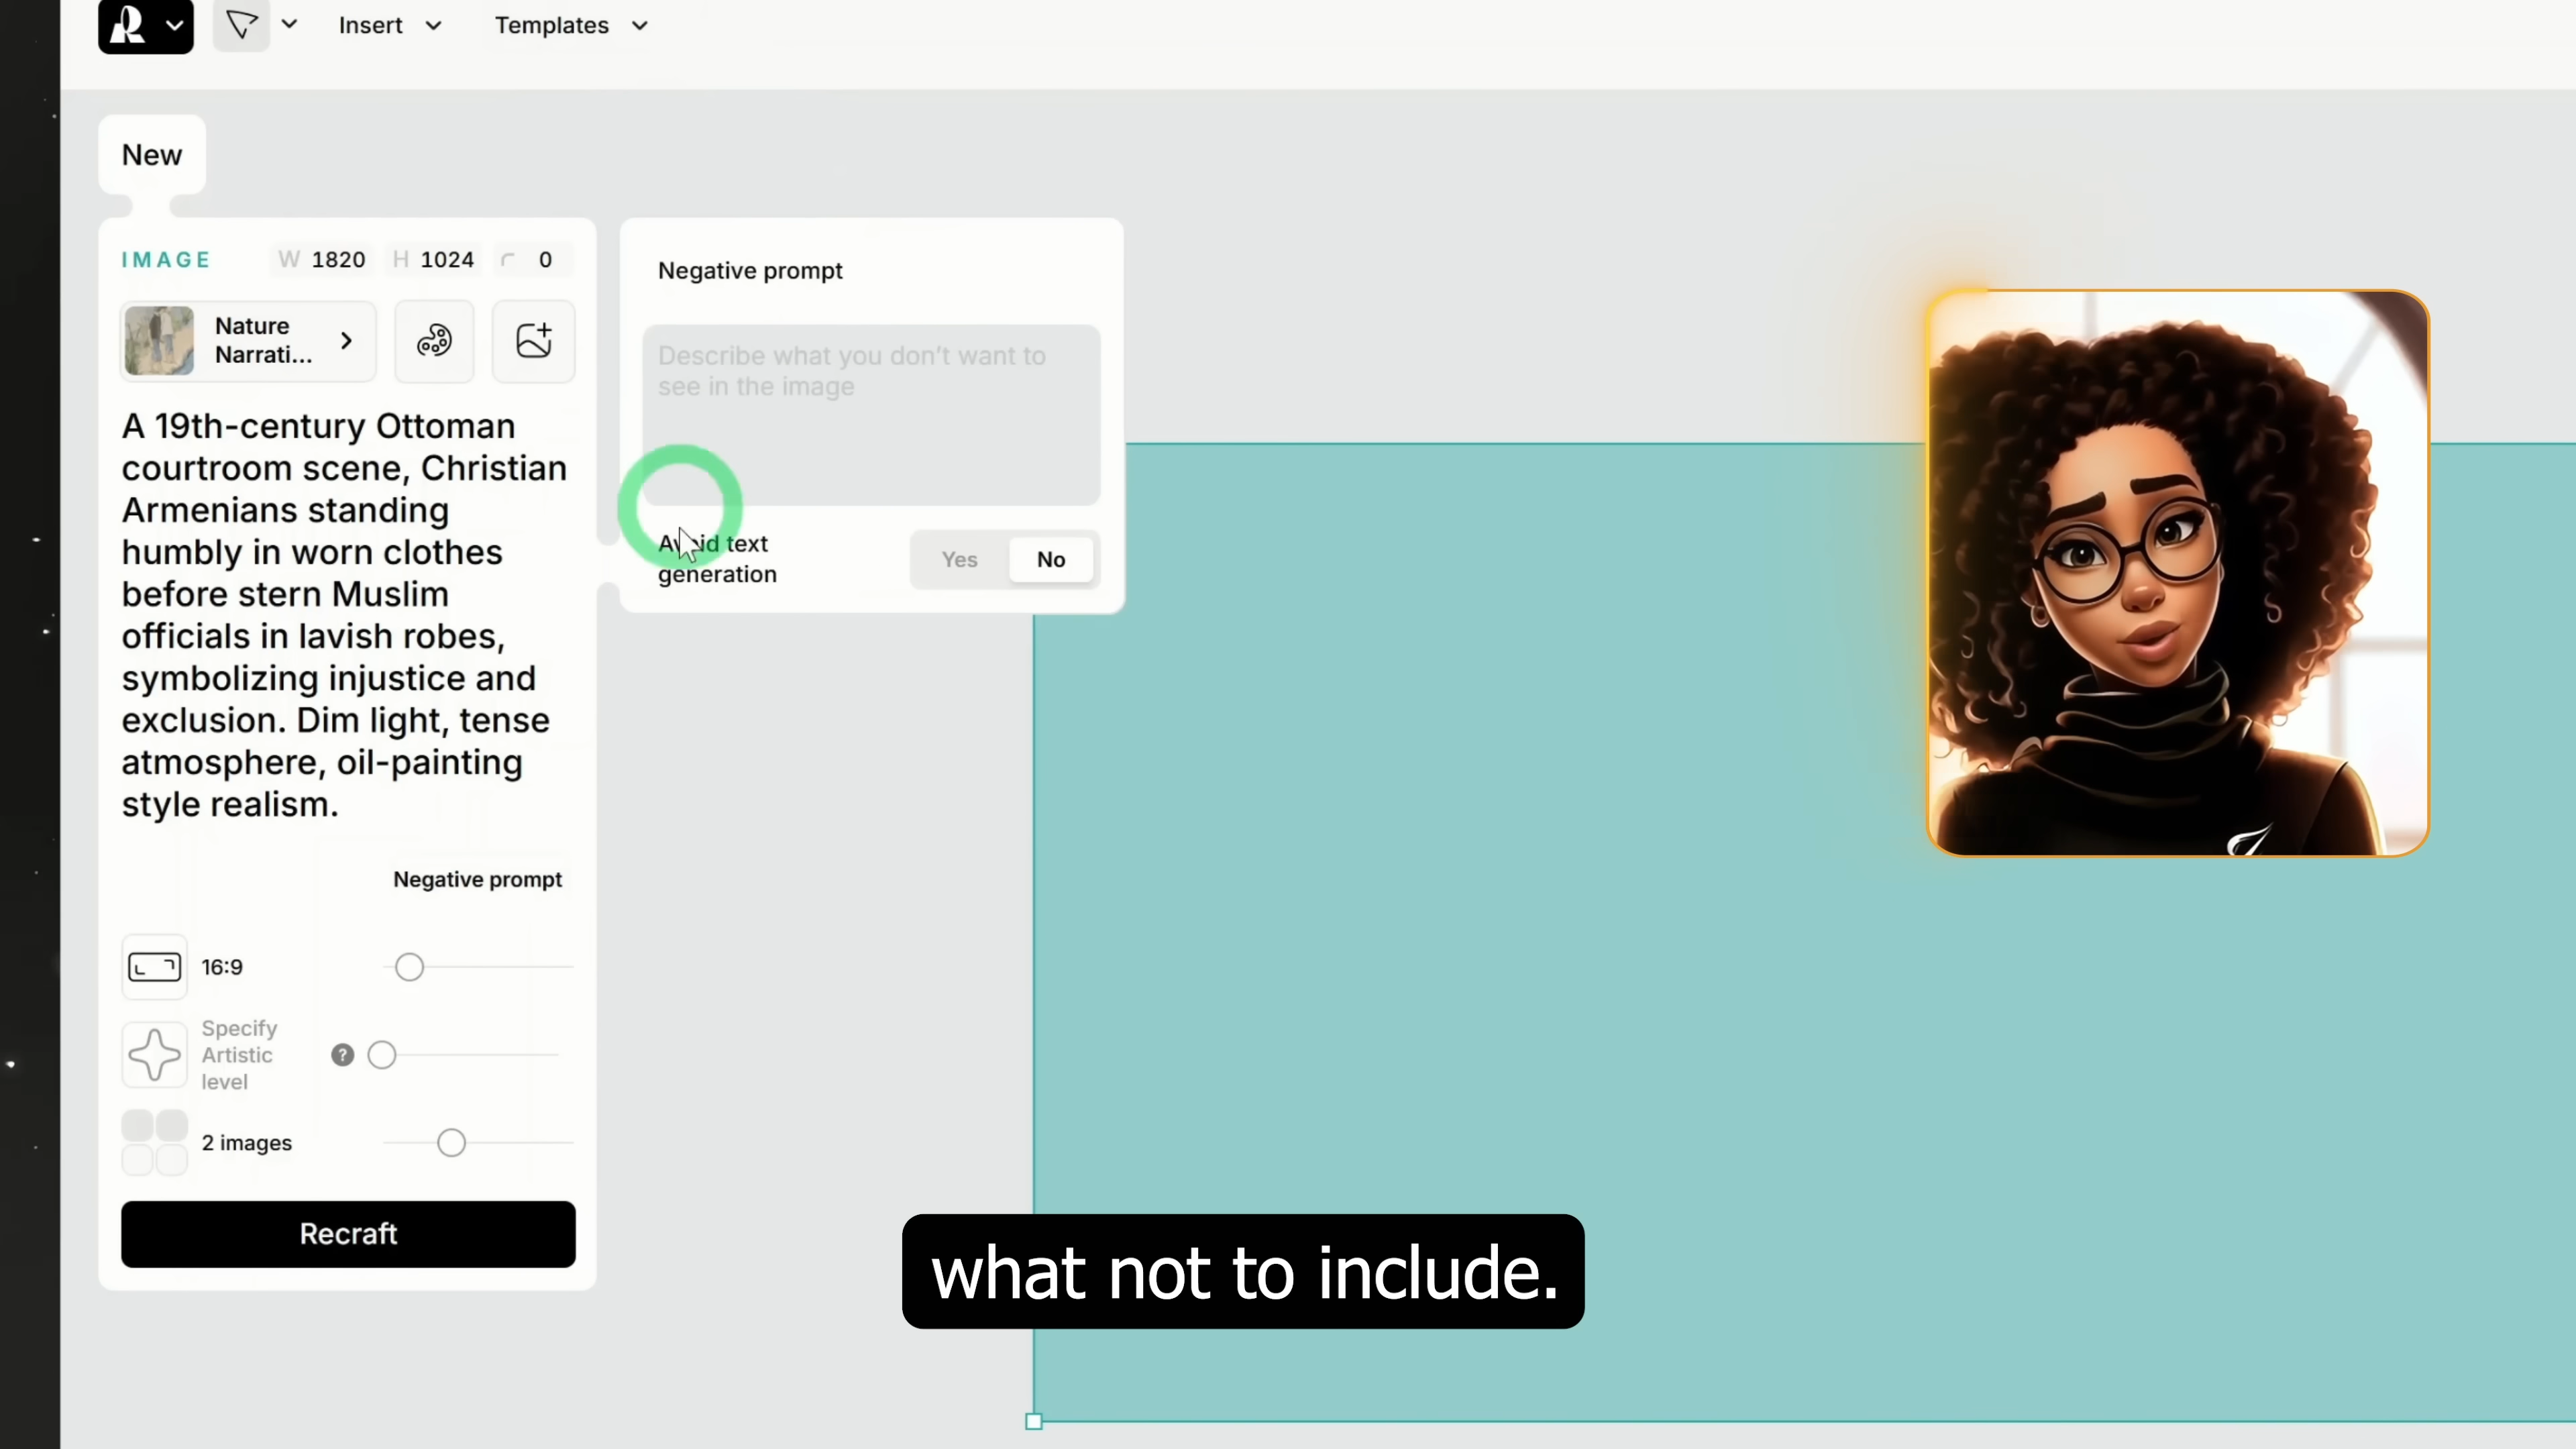 Insert
Templates
New
IMAGE
W 1820
H 1024
0
Nature
Narrati...
A 19th-century Ottoman
courtroom scene, Christian
Armenians standing
humbly in worn clothes
before stern Muslim
officials in lavish robes,
symbolizing injustice and
exclusion. Dim light, tense
atmosphere, oil-painting
style realism.
Negative prompt
16:9
Specify
Artistic
level
?
2 images
Recraft
Negative prompt
Describe what you don't want to
see in the image
Avoid text
generation
Yes
No
what not to include.